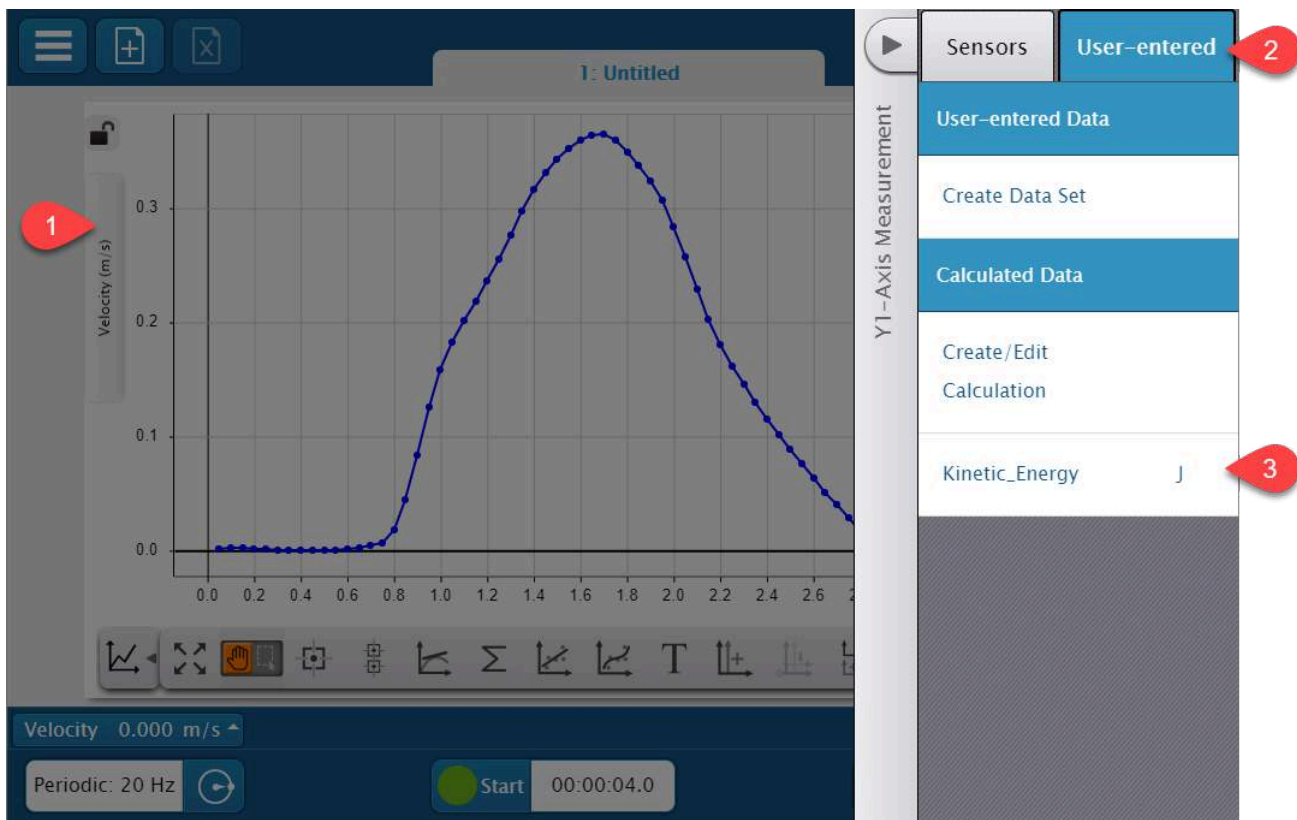 1: Untitled
Sensors
User-entered
2
Y1-Axis Measurement
User-entered Data
Create Data Set
Calculated Data
Create/Edit
Calculation
Kinetic_Energy J
3
1
Velocity (m/s)
0.3
0.2
0.1
0.0
0.0 0.2 0.4 0.6 0.8 1.0 1.2 1.4 1.6 1.8 2.0 2.2 2.4 2.6
T
Velocity 0.000 m/s
Periodic: 20 Hz
Start
00:00:04.0